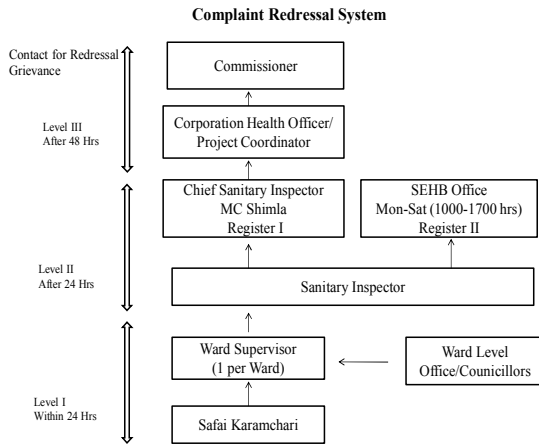 Complaint Redressal System
Contact for Redressal
Grievance
Commissioner
Level III
After 48 Hrs
Corporation Health Officer/
Project Coordinator
Chief Sanitary Inspector
MC Shimla
Register I
SEHB Office
Mon-Sat (1000-1700 hrs)
Register II
Level II
After 24 Hrs
Sanitary Inspector
Ward Supervisor
(1 per Ward)
Ward Level
Office/Counicillors
Level I
Within 24 Hrs
Safai Karamchari